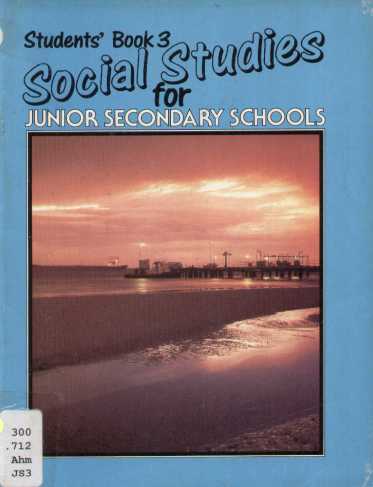 Students' Book 3
Social Studies
for
JUNIOR SECONDARY SCHOOLS
300
.712
Ahm
JS3